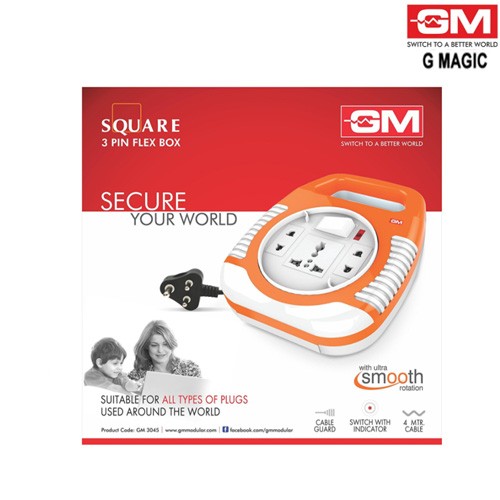 GM
SWITCH TO A BETTER WORLD
G MAGIC
SQUARE
3 PIN FLEX BOX
GM
SWITCH TO A BETTER WORLD
SECURE
YOUR WORLD
GM
with ultra
smooth
rotation
SUITABLE FOR ALL TYPES OF PLUGS
USED AROUND THE WORLD
CABLE
GUARD
SWITCH WITH
INDICATOR
4 MTR.
CABLE
Product Code: GM 3045 | www.gmmodular.com | facebook.com/gmmodular